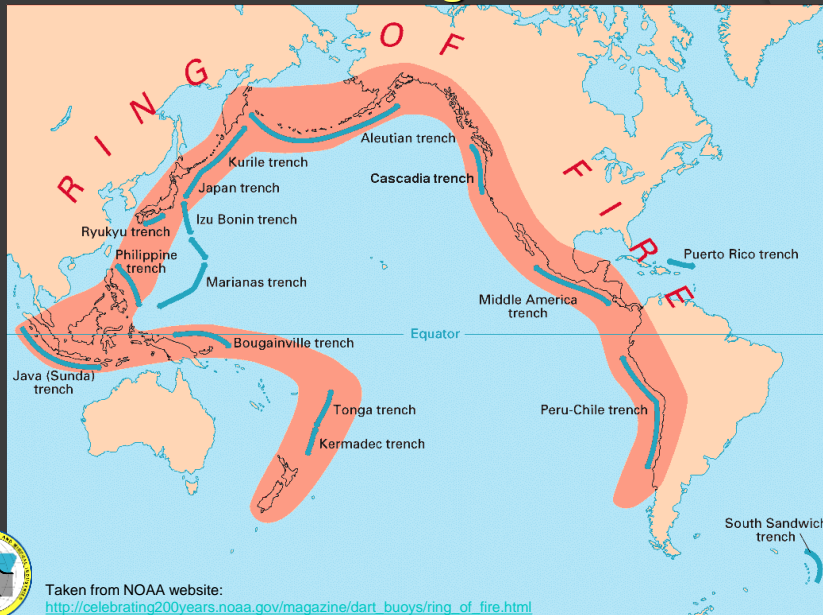 RING OF FIRE
Aleutian trench
Kurile trench
Cascadia trench
Japan trench
Izu Bonin trench
Ryukyu trench
Philippine
trench
Puerto Rico trench
Marianas trench
Middle America
trench
Equator
Bougainville trench
Java (Sunda)
trench
Tonga trench
Peru-Chile trench
Kermadec trench
South Sandwich
trench
Taken from NOAA website:
http://celebrating200years.noaa.gov/magazine/dart_buoys/ring_of_fire.html